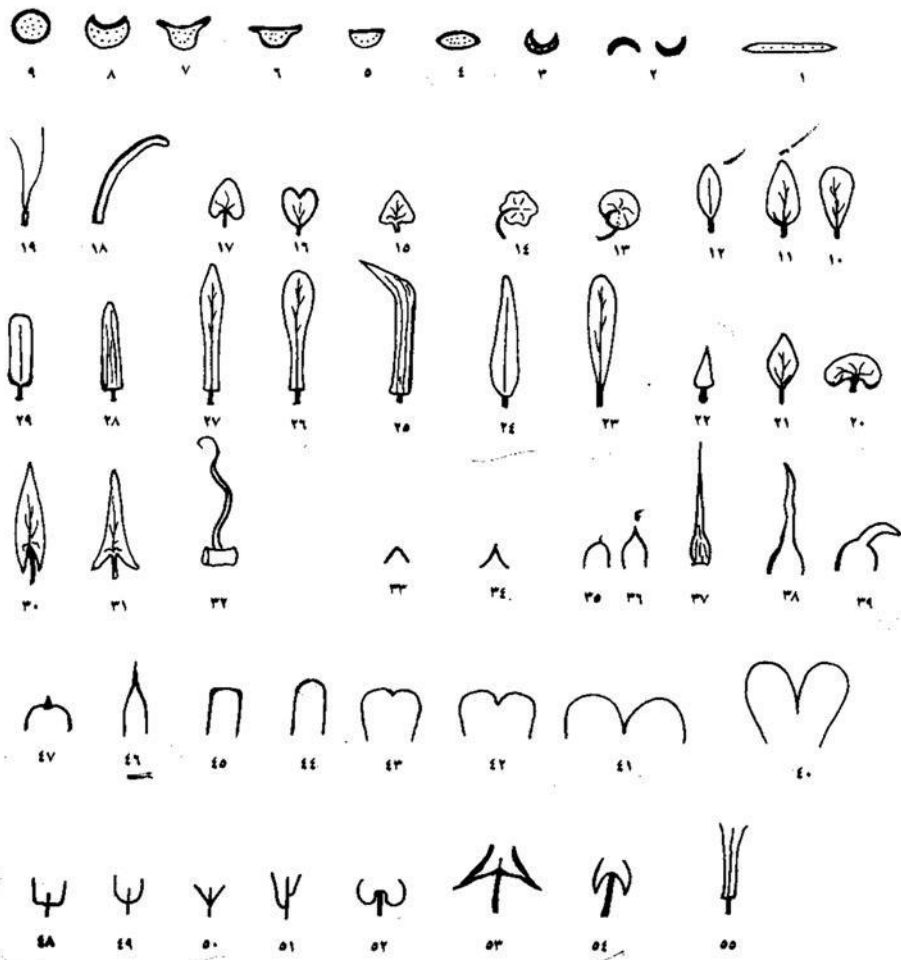 ١ ٢ ٣ ٤ ٥ ٦ ٧ ٨ ٩
١٠ ١١ ١٢ ١٣ ١٤ ١٥ ١٦ ١٧ ١٨ ١٩
٢٠ ٢١ ٢٢ ٢٣ ٢٤ ٢٥ ٢٦ ٢٧ ٢٨ ٢٩
٣٠ ٣١ ٣٢ ٣٣ ٣٤ ٣٥ ٣٦ ٣٧ ٣٨ ٣٩
٤٠ ٤١ ٤٢ ٤٣ ٤٤ ٤٥ ٤٦ ٤٧
٤٨ ٤٩ ٥٠ ٥١ ٥٢ ٥٣ ٥٤ ٥٥